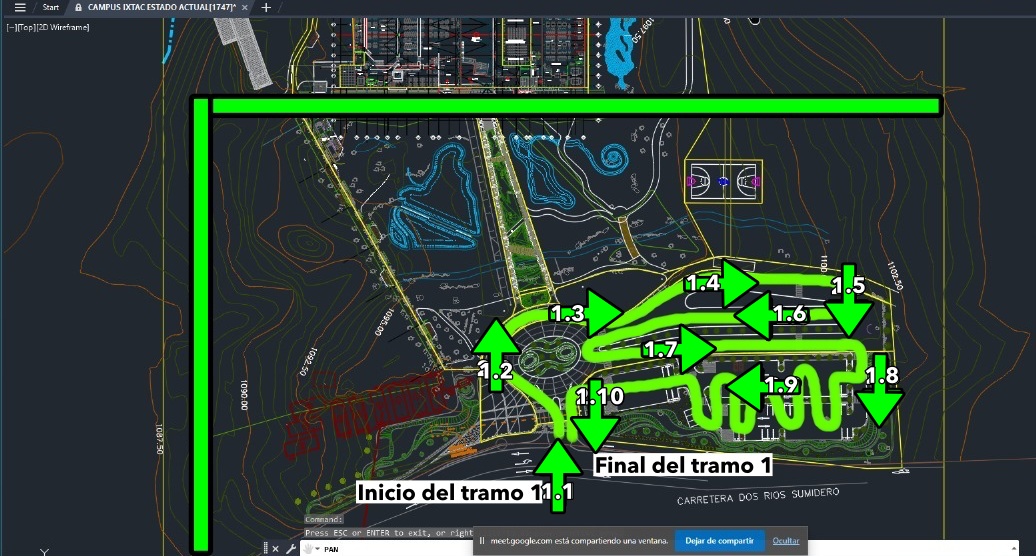 Start
CAMPUS IXTAC ESTADO ACTUAL[1747]*
[−][Top][2D Wireframe]
1097.50
1100
1102.50
1.4
1.5
1.3
1.6
1095.00
1.7
1092.50
1.2
1.8
1.9
1090.00
1.10
1087.50
Final del tramo 1
Inicio del tramo 1
1.1
CARRETERA DOS RIOS SUMIDERO
Command:
Press ESC or ENTER to exit, or right
PAN
meet.google.com está compartiendo una ventana.
Dejar de compartir
Ocultar
Y